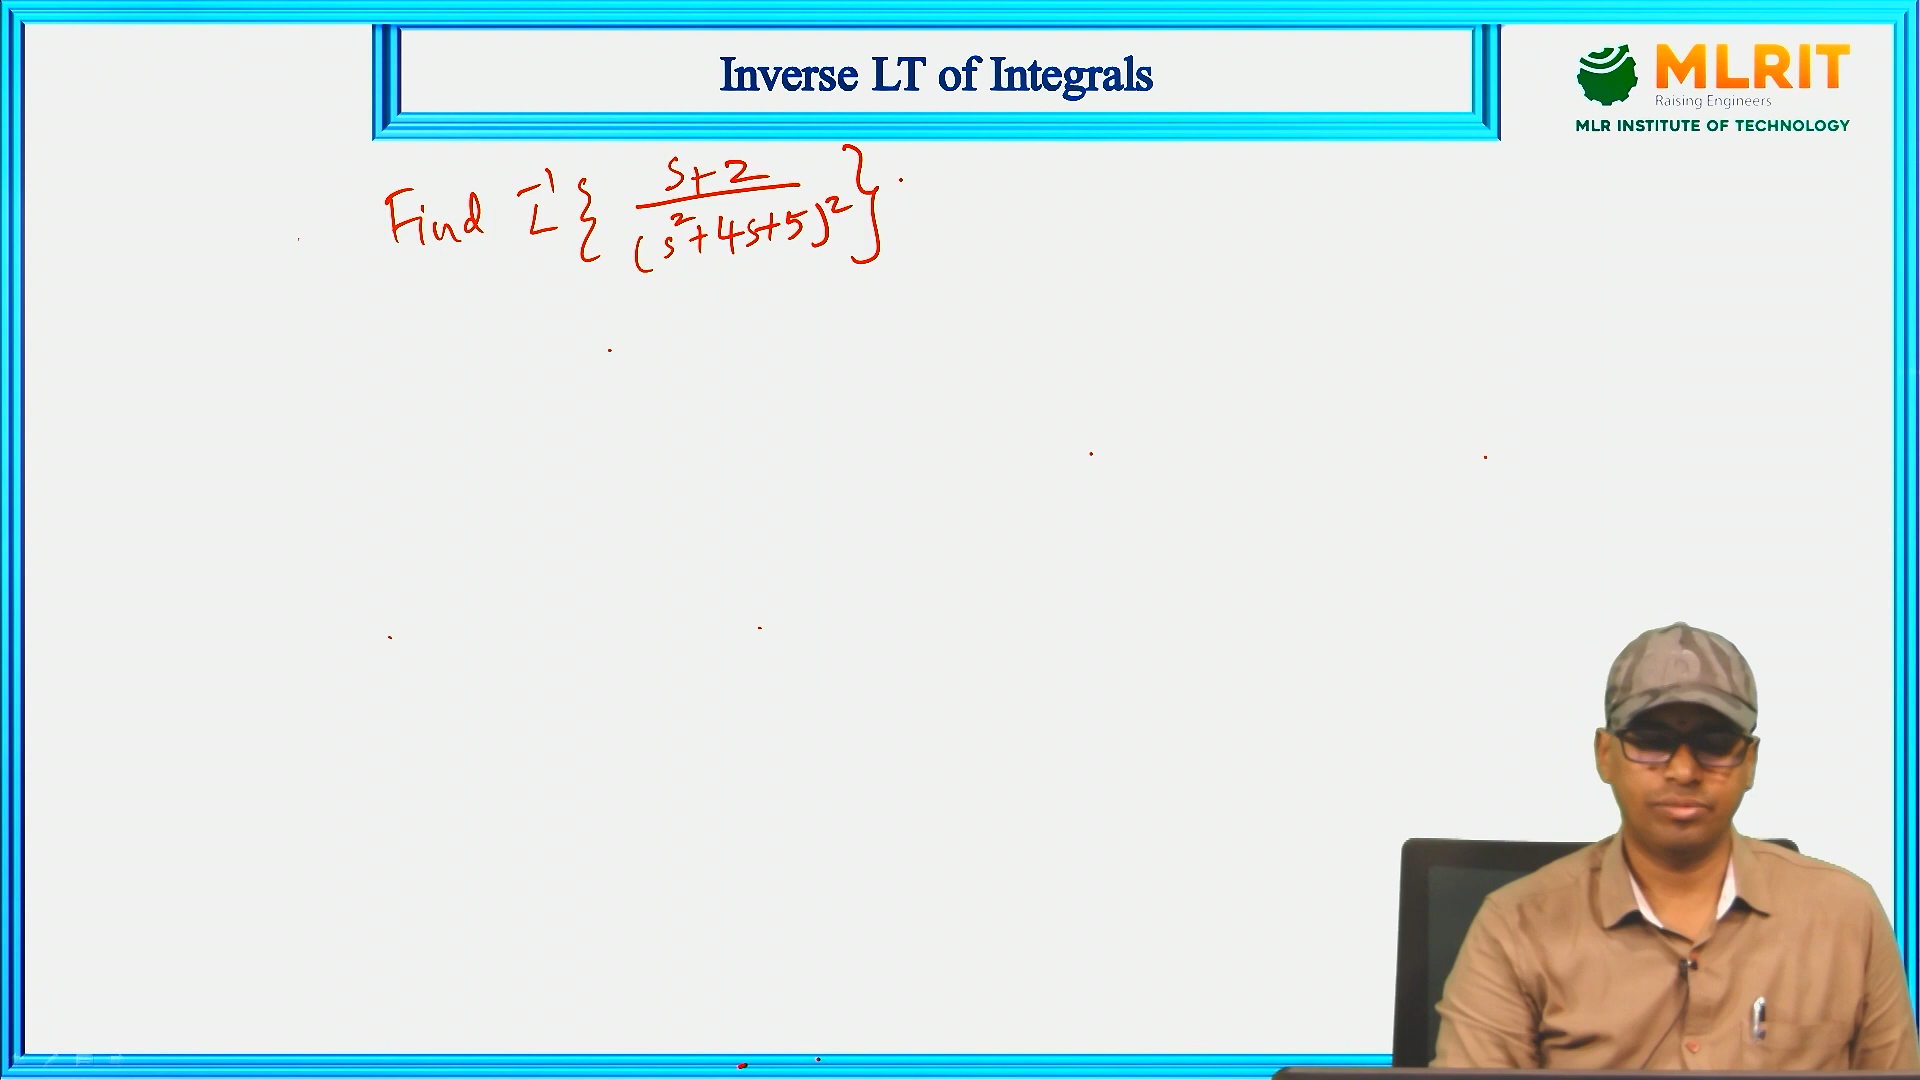 Inverse LT of Integrals
MLRIT
Raising Engineers
MLR INSTITUTE OF TECHNOLOGY
Find L⁻¹ { (s+2) / (s²+4s+5)² } .